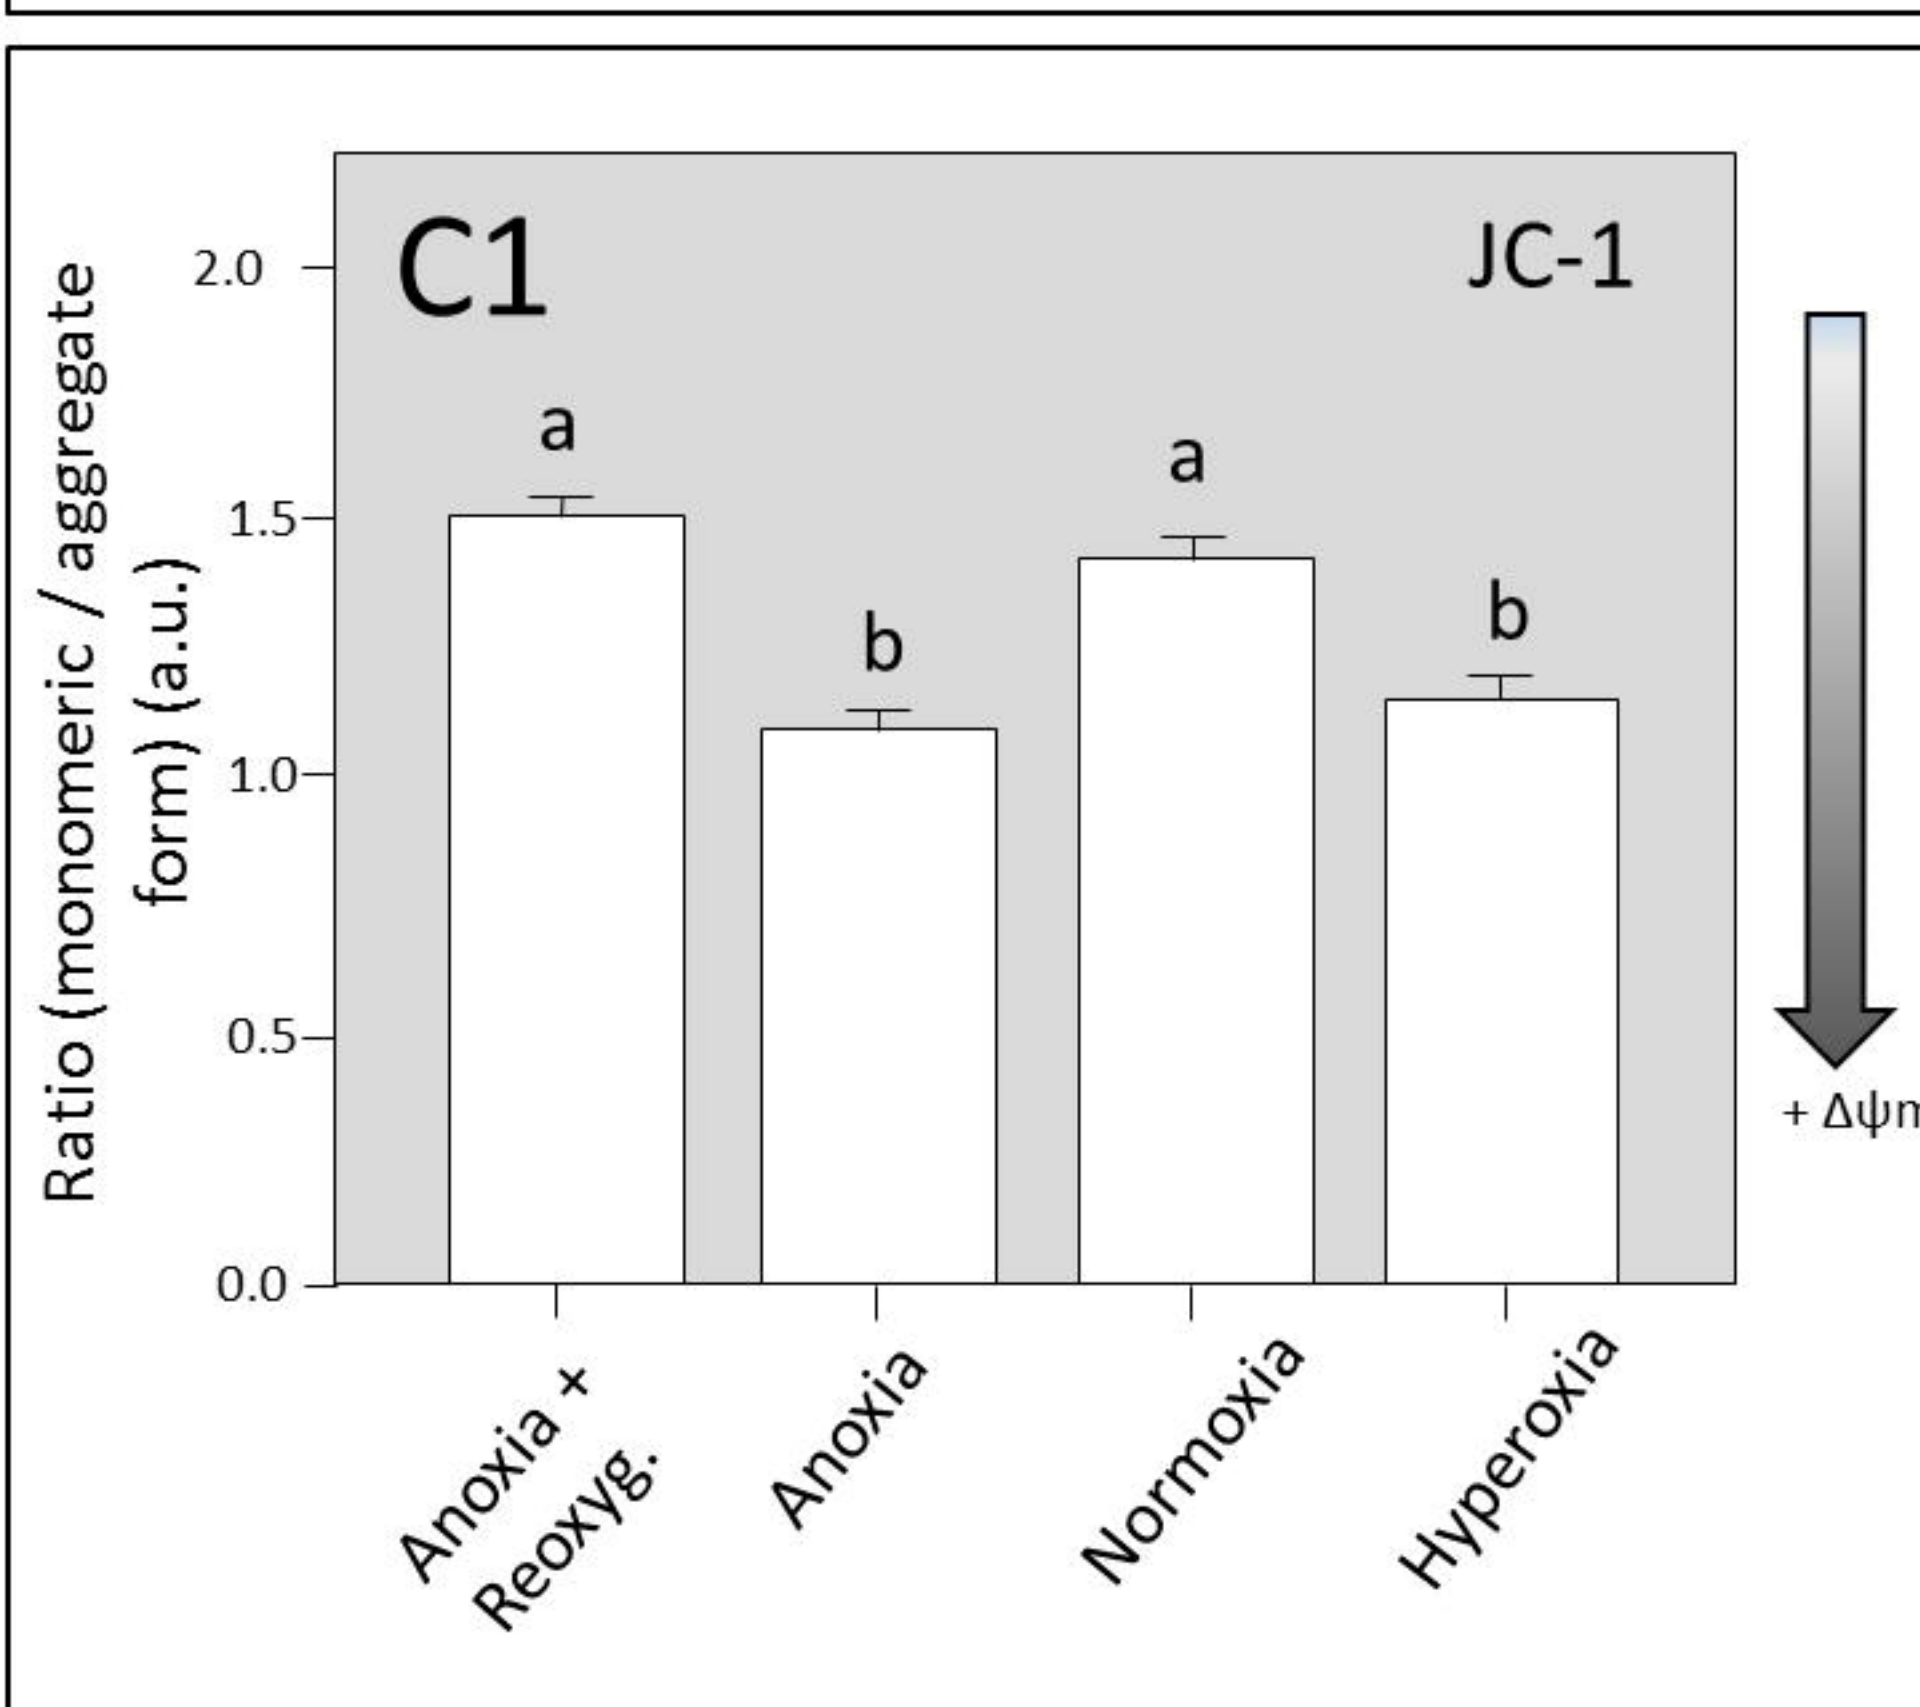 C1
JC-1
2.0
1.5
1.0
0.5
0.0
Ratio (monomeric / aggregate
form) (a.u.)
a
b
a
b
+ Δψm
Anoxia +
Reoxyg.
Anoxia
Normoxia
Hyperoxia